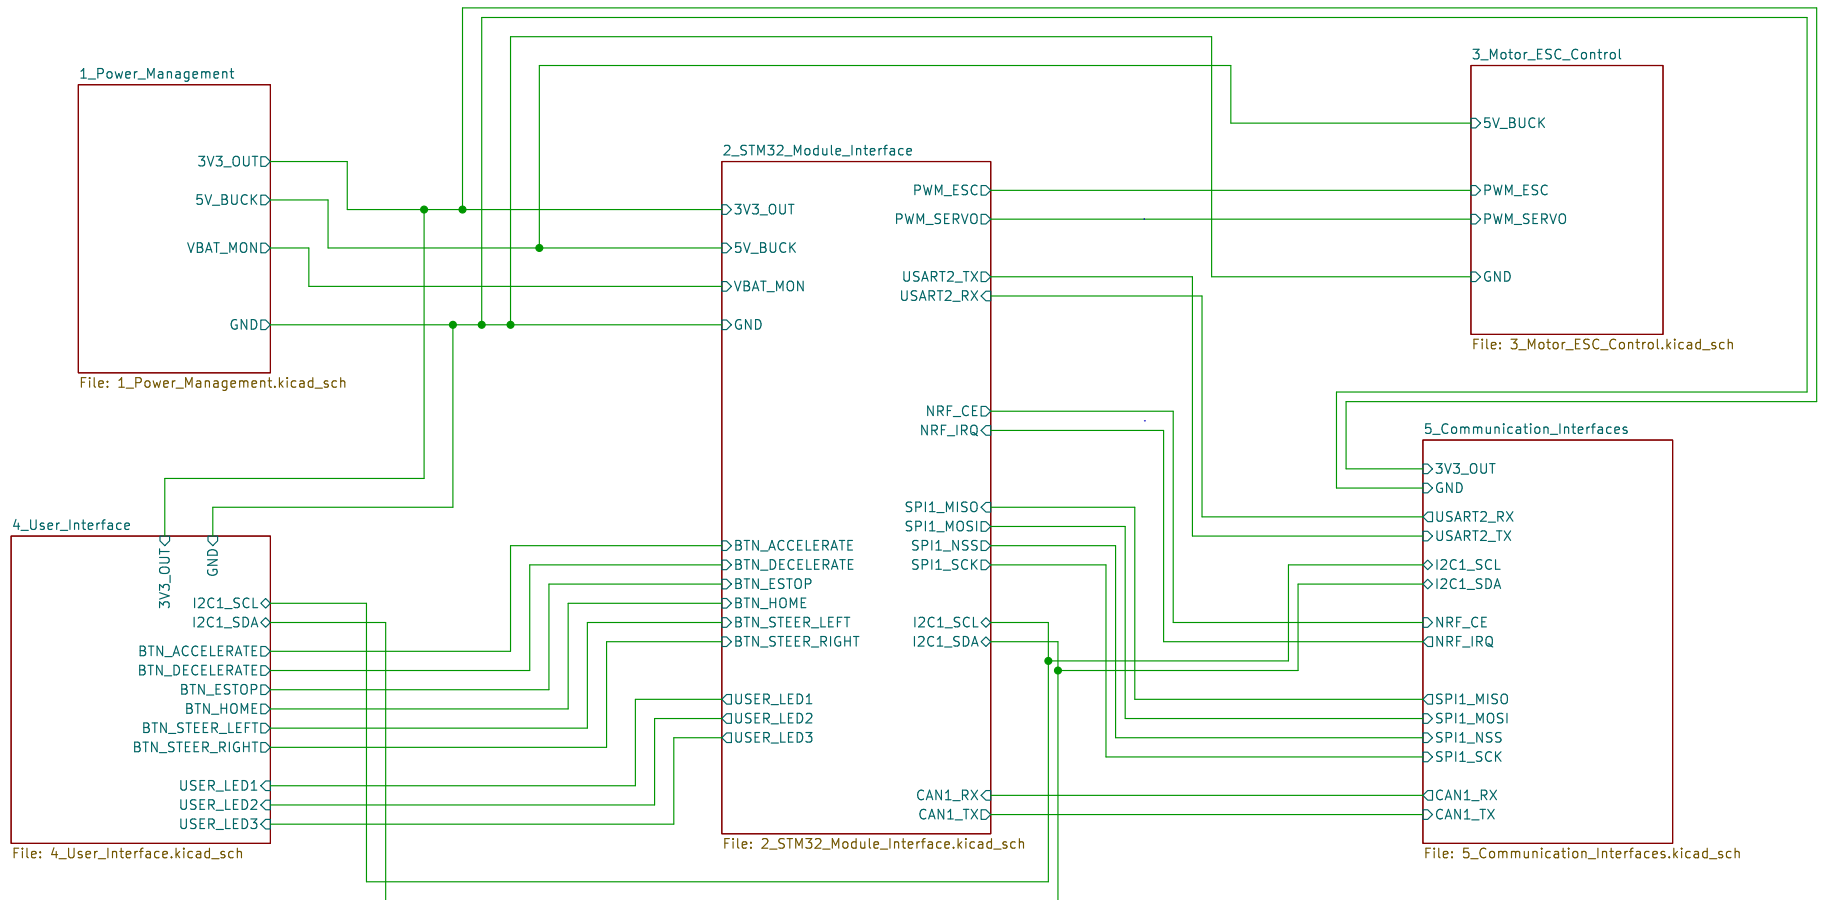 1_Power_Management
3V3_OUT
5V_BUCK
VBAT_MON
GND
File: 1_Power_Management.kicad_sch
2_STM32_Module_Interface
3V3_OUT
5V_BUCK
VBAT_MON
GND
BTN_ACCELERATE
BTN_DECELERATE
BTN_ESTOP
BTN_HOME
BTN_STEER_LEFT
BTN_STEER_RIGHT
USER_LED1
USER_LED2
USER_LED3
PWM_ESC
PWM_SERVO
USART2_TX
USART2_RX
NRF_CE
NRF_IRQ
SPI1_MISO
SPI1_MOSI
SPI1_NSS
SPI1_SCK
I2C1_SCL
I2C1_SDA
CAN1_RX
CAN1_TX
File: 2_STM32_Module_Interface.kicad_sch
3_Motor_ESC_Control
5V_BUCK
PWM_ESC
PWM_SERVO
GND
File: 3_Motor_ESC_Control.kicad_sch
4_User_Interface
3V3_OUT
GND
I2C1_SCL
I2C1_SDA
BTN_ACCELERATE
BTN_DECELERATE
BTN_ESTOP
BTN_HOME
BTN_STEER_LEFT
BTN_STEER_RIGHT
USER_LED1
USER_LED2
USER_LED3
File: 4_User_Interface.kicad_sch
5_Communication_Interfaces
3V3_OUT
GND
USART2_RX
USART2_TX
I2C1_SCL
I2C1_SDA
NRF_CE
NRF_IRQ
SPI1_MISO
SPI1_MOSI
SPI1_NSS
SPI1_SCK
CAN1_RX
CAN1_TX
File: 5_Communication_Interfaces.kicad_sch